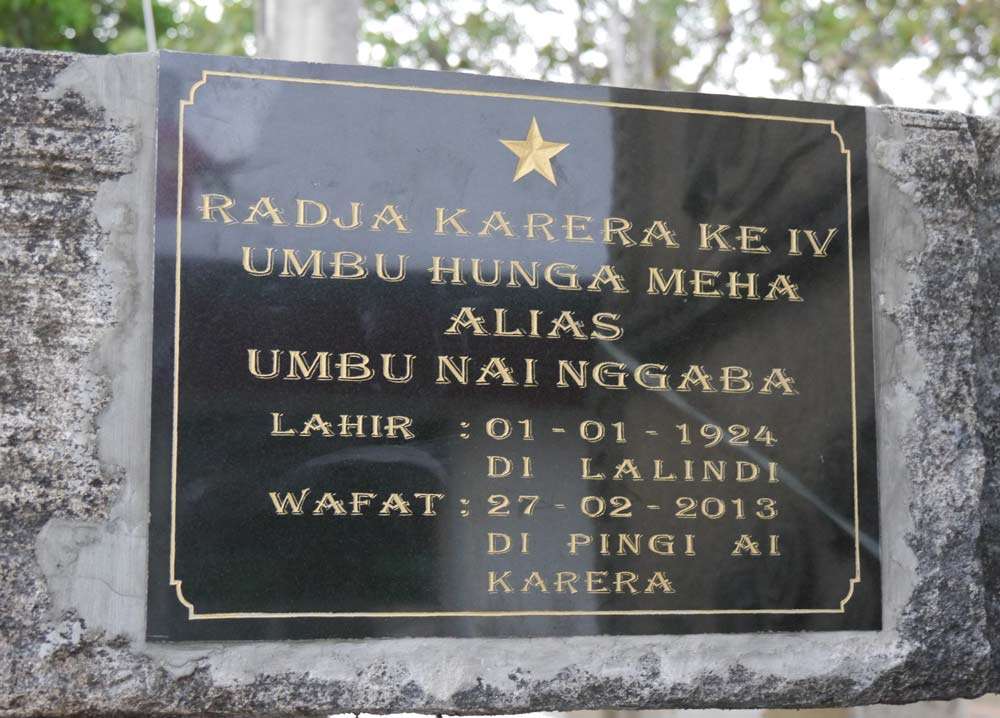 RADJA KARERA KE IV
UMBU HUNGA MEHA
ALIAS
UMBU NAI NGGABA
LAHIR : 01 - 01 - 1924
DI LALINDI
WAFAT : 27 - 02 - 2013
DI PINGI AI
KARERA